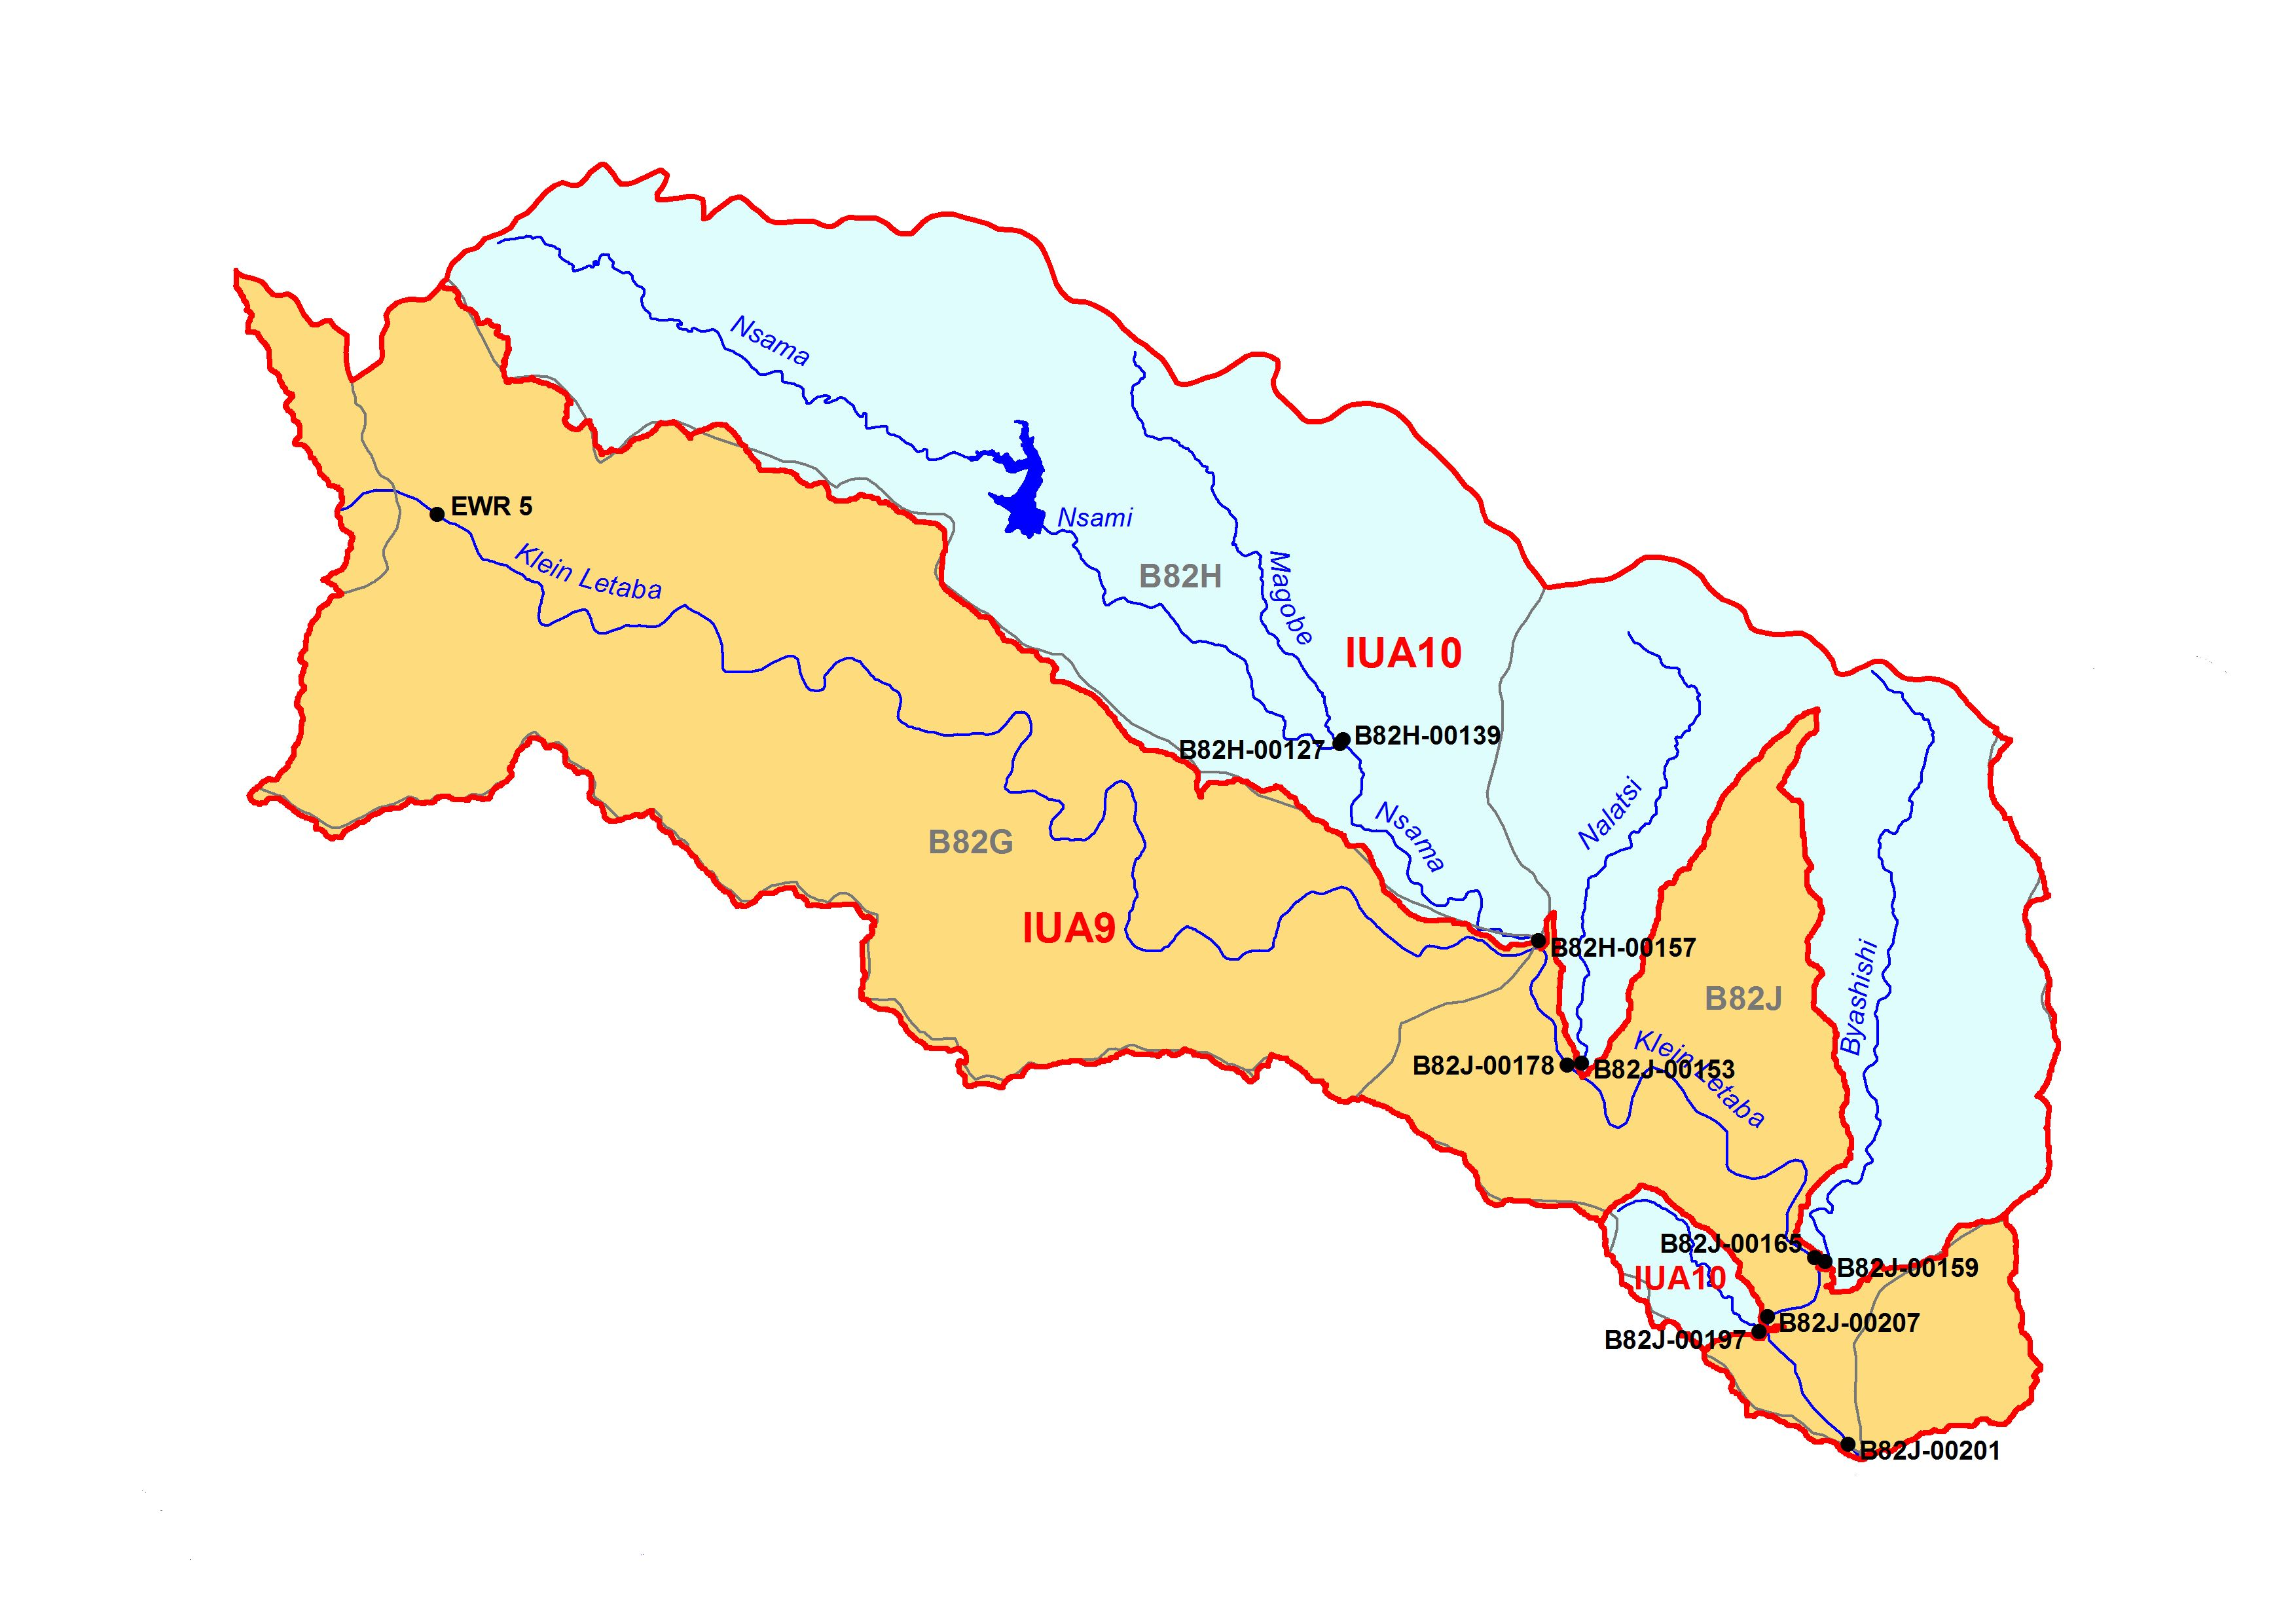 Nsama
EWR 5
Nsami
Klein Letaba
B82H
Magobe
IUA10
B82H-00139
B82H-00127
Nsama
Nalatsi
B82G
IUA9
B82H-00157
B82J
Byashishi
Klein Letaba
B82J-00178
B82J-00153
B82J-00165
B82J-00159
IUA10
B82J-00207
B82J-00197
B82J-00201